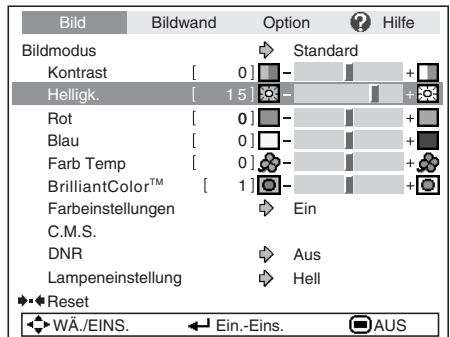 Bild Bildwand Option ? Hilfe
Bildmodus Standard
Kontrast [ 0] - +
Helligk. [ 15] - +
Rot [ 0] - +
Blau [ 0] - +
Farb Temp [ 0] - +
BrilliantColor™ [ 1] - +
Farbeinstellungen Ein
C.M.S.
DNR Aus
Lampeneinstellung Hell
Reset
WÄ./EINS. Ein.-Eins. AUS